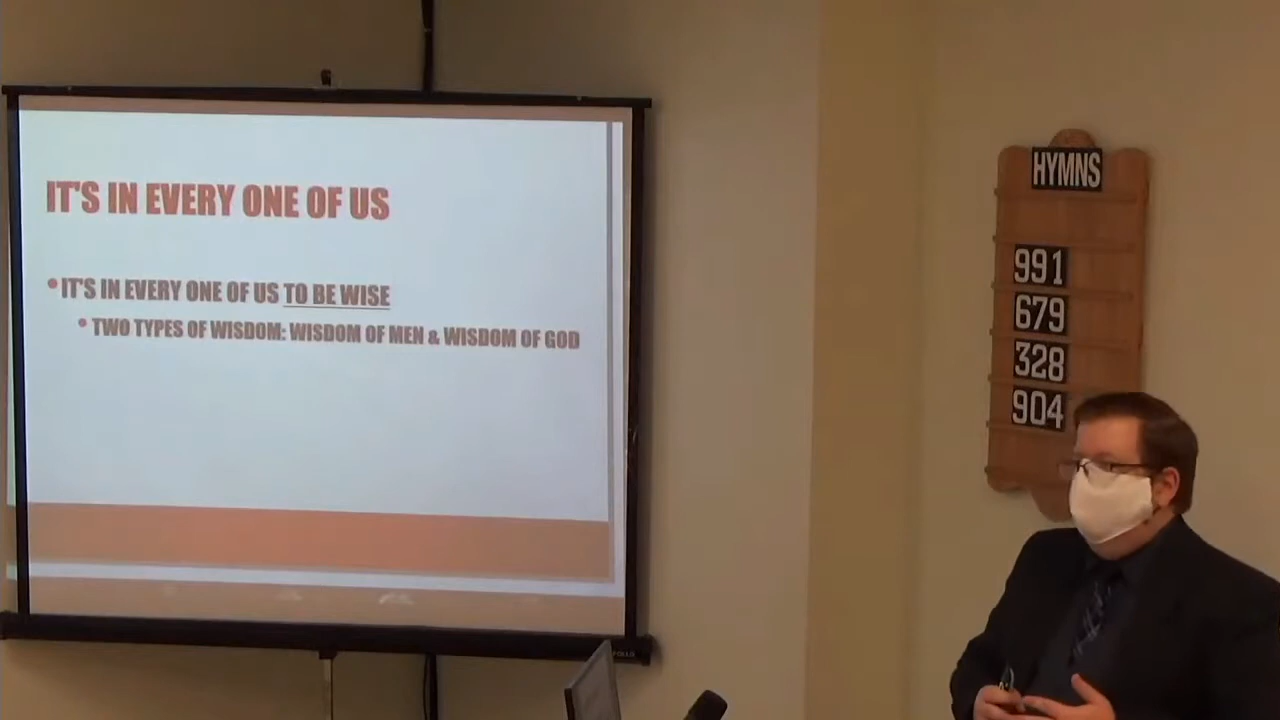 IT'S IN EVERY ONE OF US
•IT'S IN EVERY ONE OF US TO BE WISE
•TWO TYPES OF WISDOM: WISDOM OF MEN & WISDOM OF GOD
HYMNS
991
679
328
904